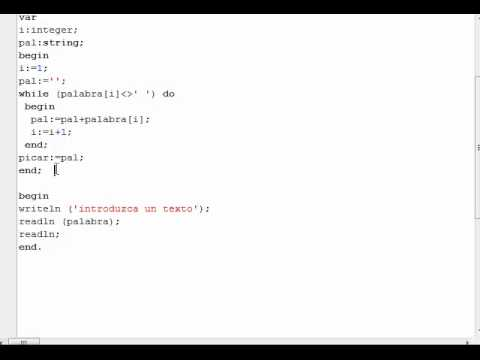 var
i:integer;
pal:string;
begin
i:=1;
pal:='';
while (palabra[i]<>' ') do
begin
pal:=pal+palabra[i];
i:=i+1;
end;
picar:=pal;
end;
begin
writeln ('introduzca un texto');
readln (palabra);
readln;
end.